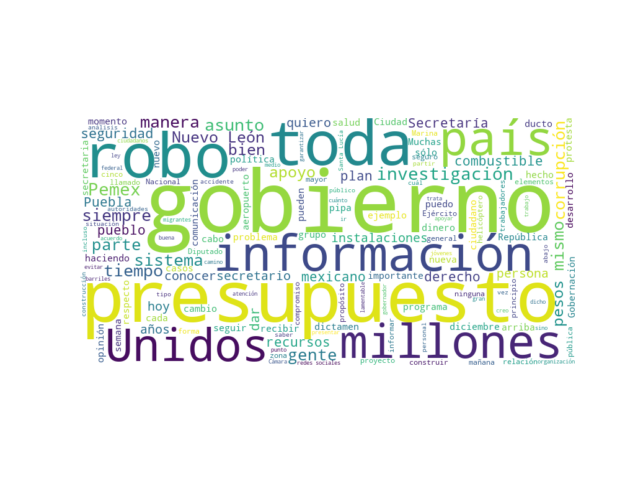 momento manera asunto quiero salud Ciudad Secretaría ducto
análisis
seguridad Nuevo León bien política Muchas país protesta
robo toda
secretaria nuevo plan seguro combustible corrupción
ley federal cinco poder medio público mayor cual hecho
Pemex llamado Nacional accidente apoyo investigación elementos desarrollo
Puebla autoridades comunicación aeropuerto pueden ejemplo Ejército ciudadano helicóptero trabajadores
siempre gobierno
situación pueblo migrantes problema dinero general República
parte Buena cabo Diputado instalaciones nueva mismo
haciendo sistema información
inclusive acuerdo casos mexicano importante derecho persona abajo
evitar tiempo conocer secretario
barriles camino
presupuesto
construcción respecto tipo atención compromiso propósito lamentable ninguna gran vez dicho Gobernación
hoy cambio dar programa principio pesos
cada
opinión semana años forma seguir recibir dictamen informar diciembre arriba sino pública
Unidos recursos millones
saber
punto zona gente grupo
Cámara redes sociales proyecto construir mañana relación organización
Santa Lucía garantizar pipa puedo sólo Marina
gobernador personal partir trata apoyar
cuánto ir